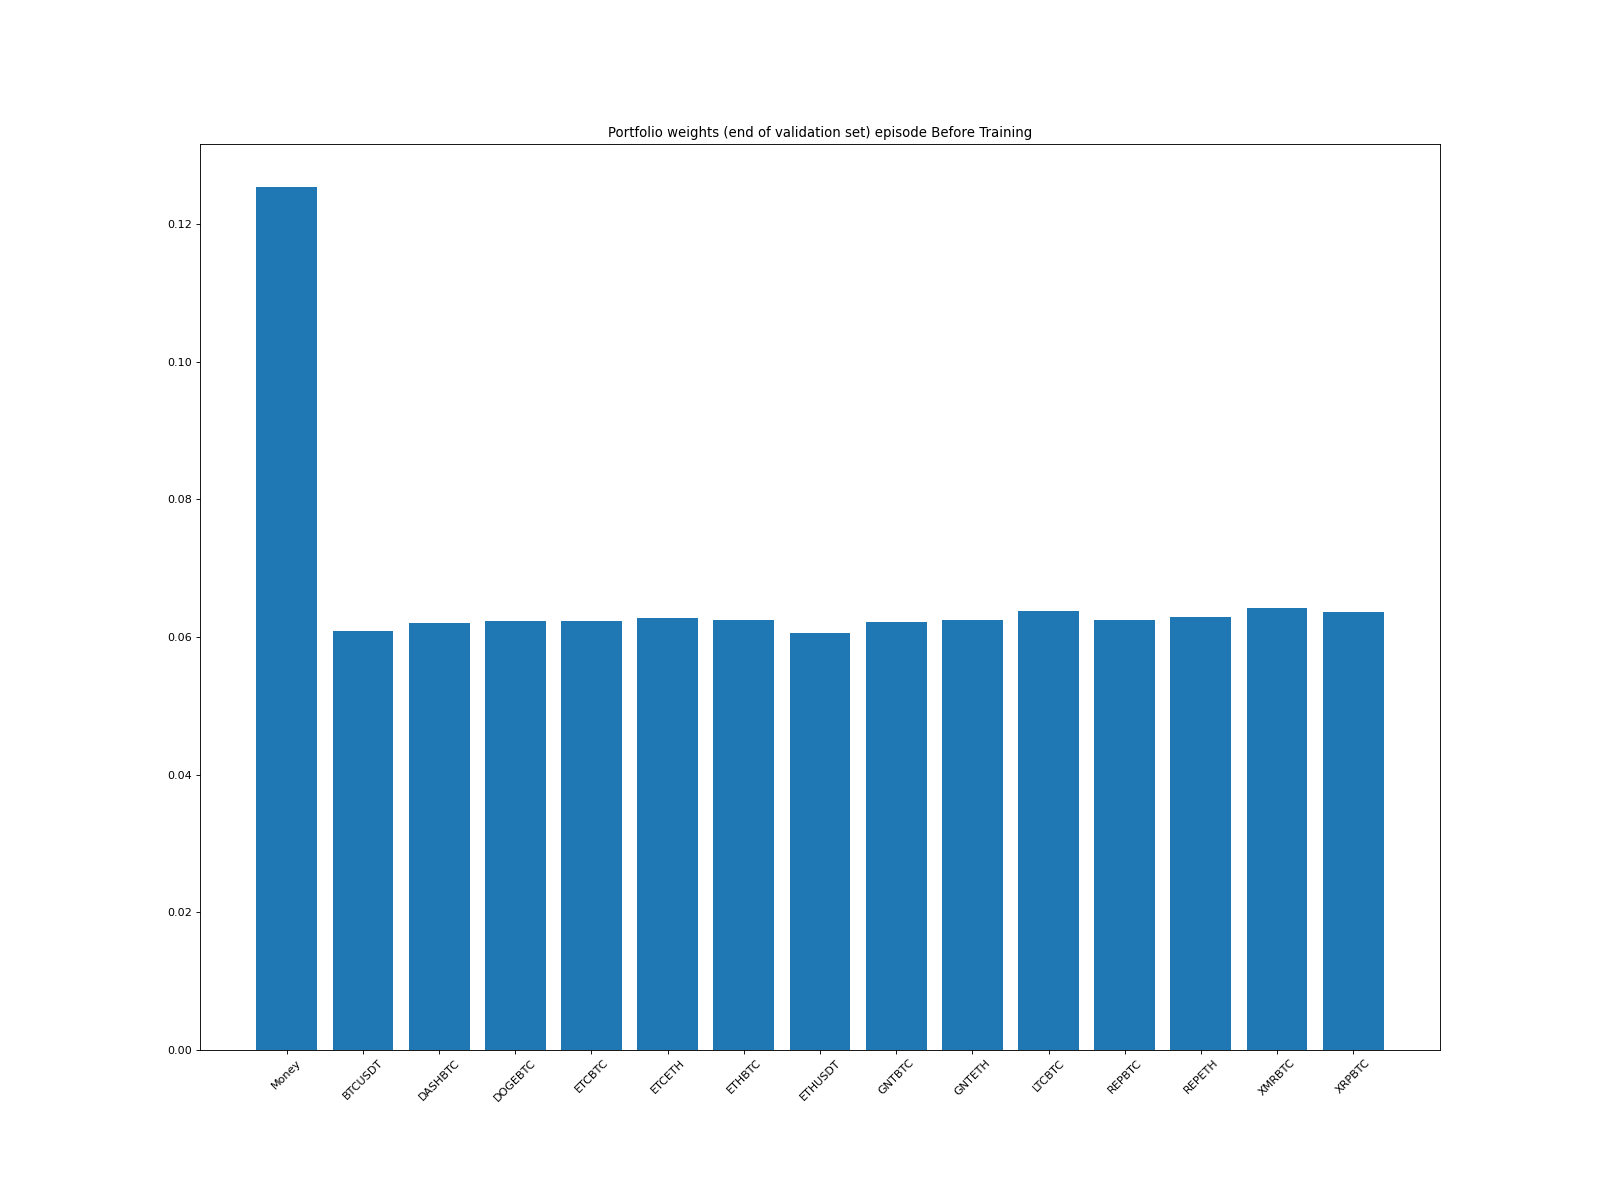 Portfolio weights (end of validation set) episode Before Training
0.12
0.10
0.08
0.06
0.04
0.02
0.00
Money
BTCUSDT
DASHBTC
DOGEBTC
ETCBTC
ETCETH
ETHBTC
ETHUSDT
GNTBTC
GNTETH
LTCBTC
REPBTC
REPETH
XMRBTC
XRPBTC